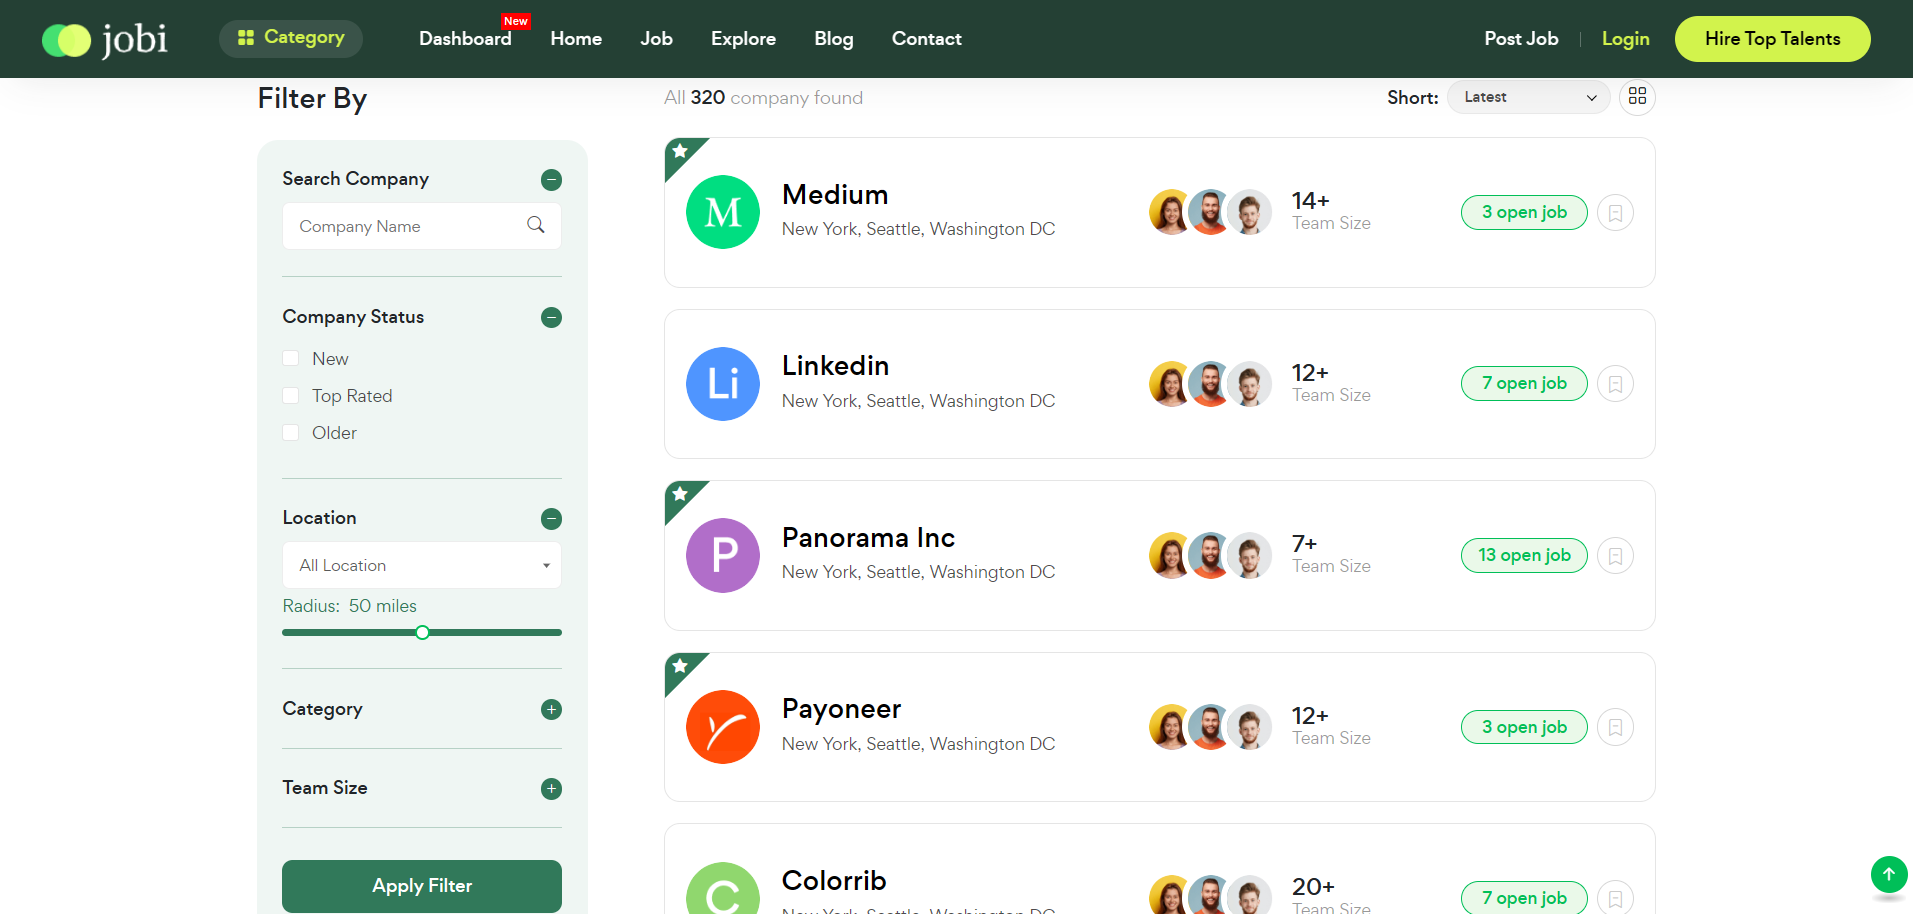 jobi
Category
Dashboard
New
Home
Job
Explore
Blog
Contact
Post Job
Login
Hire Top Talents
Filter By
Search Company
Company Name
Company Status
New
Top Rated
Older
Location
All Location
Radius: 50 miles
Category
Team Size
Apply Filter
All 320 company found
Short:
Latest
M
Medium
New York, Seattle, Washington DC
14+
Team Size
3 open job
Li
Linkedin
New York, Seattle, Washington DC
12+
Team Size
7 open job
P
Panorama Inc
New York, Seattle, Washington DC
7+
Team Size
13 open job
Payoneer
New York, Seattle, Washington DC
12+
Team Size
3 open job
C
Colorrib
New York, Seattle, Washington DC
20+
Team Size
7 open job